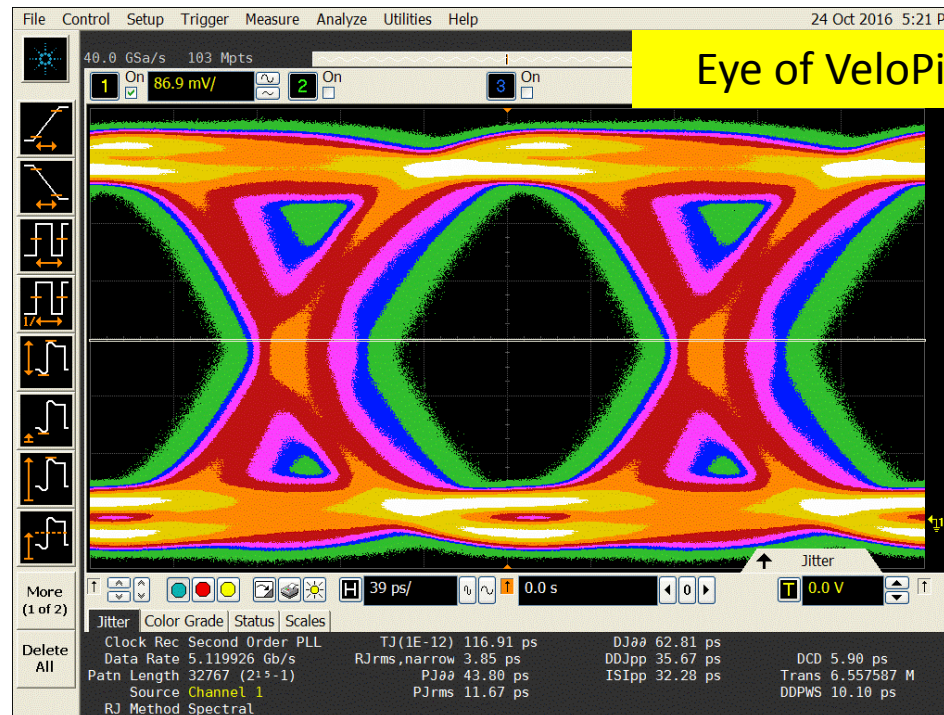 File Control Setup Trigger Measure Analyze Utilities Help 24 Oct 2016 5:21 P
40.0 GSa/s 103 Mpts
Eye of VeloPi
1 On 86.9 mV/ 2 On 3 On
Jitter
More
(1 of 2)
Delete
All
H 39 ps/ 0.0 s 0 T 0.0 V
Jitter Color Grade Status Scales
Clock Rec Second Order PLL TJ(1E-12) 116.91 ps DJ∂∂ 62.81 ps
Data Rate 5.119926 Gb/s RJrms,narrow 3.85 ps DDJpp 35.67 ps DCD 5.90 ps
Patn Length 32767 (2¹⁵-1) PJ∂∂ 43.80 ps ISIpp 32.28 ps Trans 6.557587 M
Source Channel 1 PJrms 11.67 ps DDPWS 10.10 ps
RJ Method Spectral